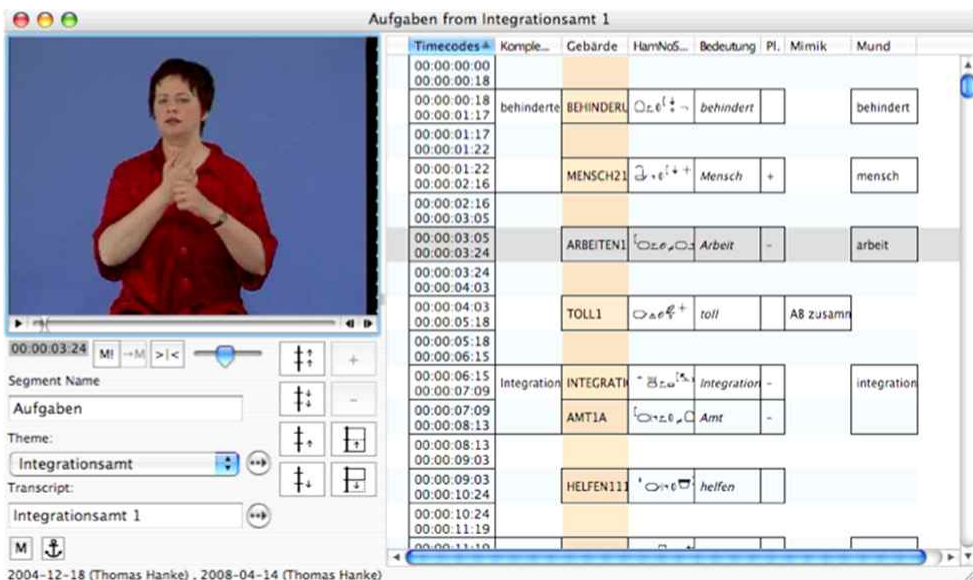 Aufgaben from Integrationsamt 1
Timecodes Komple... Gebärde HamNoS... Bedeutung Pl. Mimik Mund
00:00:00:00
00:00:00:18
00:00:00:18 behinderte BEHINDERU behindert behindert
00:00:01:17
00:00:01:17
00:00:01:22
00:00:01:22 MENSCH21 Mensch + mensch
00:00:02:16
00:00:02:16
00:00:03:05
00:00:03:05 ARBEITEN1 Arbeit - arbeit
00:00:03:24
00:00:03:24
00:00:04:03
00:00:04:03 TOLL1 toll AB zusamn
00:00:05:18
00:00:05:18
00:00:06:15
00:00:06:15 Integration INTEGRATI Integration - integration
00:00:07:09
00:00:07:09 AMT1A Amt -
00:00:08:13
00:00:08:13
00:00:09:03
00:00:09:03 HELFEN111 helfen
00:00:10:24
00:00:10:24
00:00:11:19
00:00:11:19
00:00:03:24 M! →M >|<
Segment Name
Aufgaben
Theme:
Integrationsamt
Transcript:
Integrationsamt 1
M
2004-12-18 (Thomas Hanke) , 2008-04-14 (Thomas Hanke)